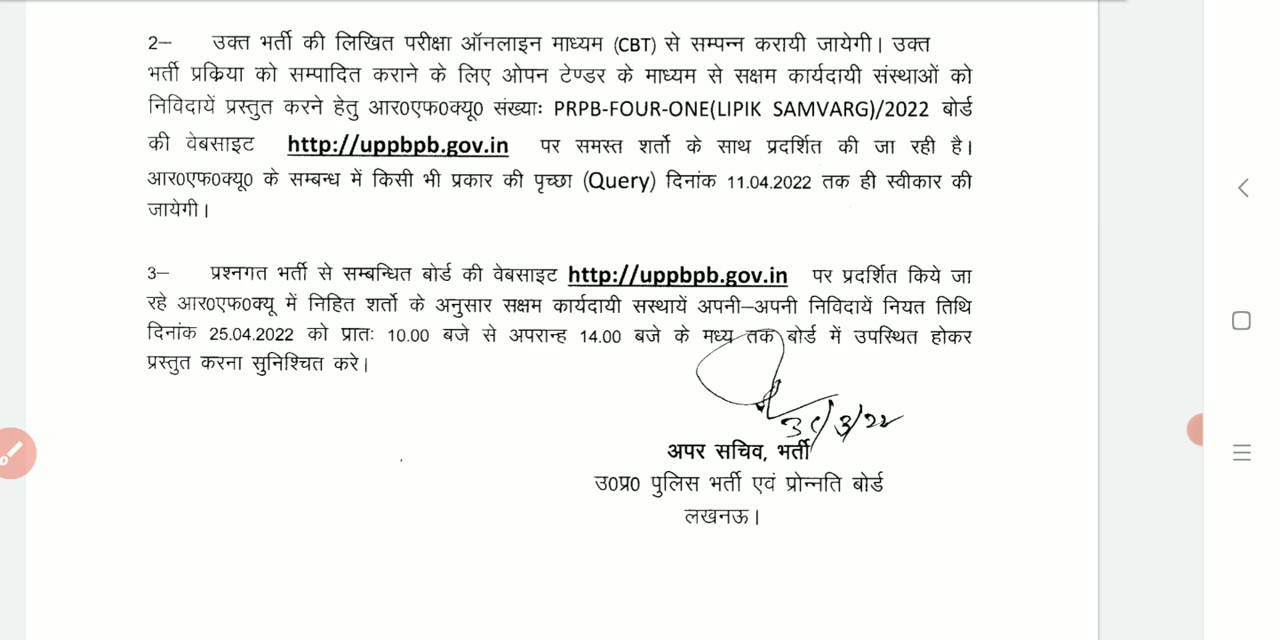 2– उक्त भर्ती की लिखित परीक्षा ऑनलाइन माध्यम (CBT) से सम्पन्न करायी जायेगी। उक्त
भर्ती प्रक्रिया को सम्पादित कराने के लिए ओपन टेण्डर के माध्यम से सक्षम कार्यदायी संस्थाओं को
निविदायें प्रस्तुत करने हेतु आर0एफ0क्यू0 संख्याः PRPB-FOUR-ONE(LIPIK SAMVARG)/2022 बोर्ड
की वेबसाइट http://uppbpb.gov.in पर समस्त शर्तो के साथ प्रदर्शित की जा रही है।
आर0एफ0क्यू0 के सम्बन्ध में किसी भी प्रकार की पृच्छा (Query) दिनांक 11.04.2022 तक ही स्वीकार की
जायेगी।
3– प्रश्नगत भर्ती से सम्बन्धित बोर्ड की वेबसाइट http://uppbpb.gov.in पर प्रदर्शित किये जा
रहे आर0एफ0क्यू में निहित शर्तो के अनुसार सक्षम कार्यदायी सस्थायें अपनी–अपनी निविदायें नियत तिथि
दिनांक 25.04.2022 को प्रातः 10.00 बजे से अपरान्ह 14.00 बजे के मध्य तक बोर्ड में उपस्थित होकर
प्रस्तुत करना सुनिश्चित करे।
अपर सचिव, भर्ती
उ0प्र0 पुलिस भर्ती एवं प्रोन्नति बोर्ड
लखनऊ।